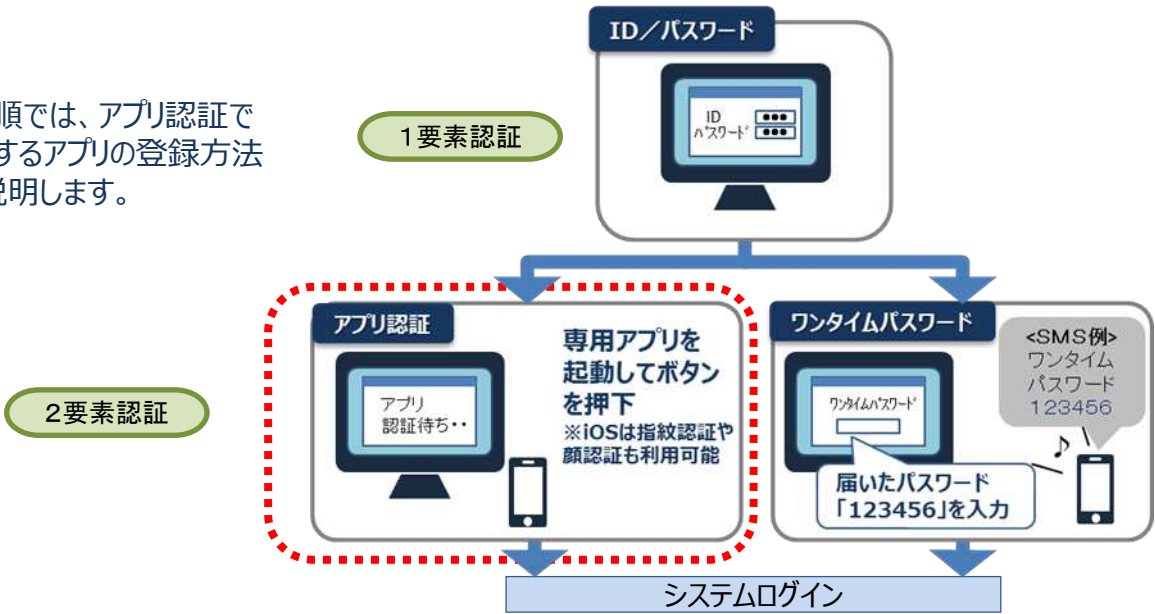 ID／パスワード
ID
パスワード
順では、アプリ認証で
するアプリの登録方法
説明します。
1要素認証
アプリ認証
専用アプリを
起動してボタン
を押下
※iOSは指紋認証や
顔認証も利用可能
アプリ
認証待ち・・
ワンタイムパスワード
<SMS例>
ワンタイム
パスワード
123456
ワンタイムパスワード
届いたパスワード
「123456」を入力
2要素認証
システムログイン